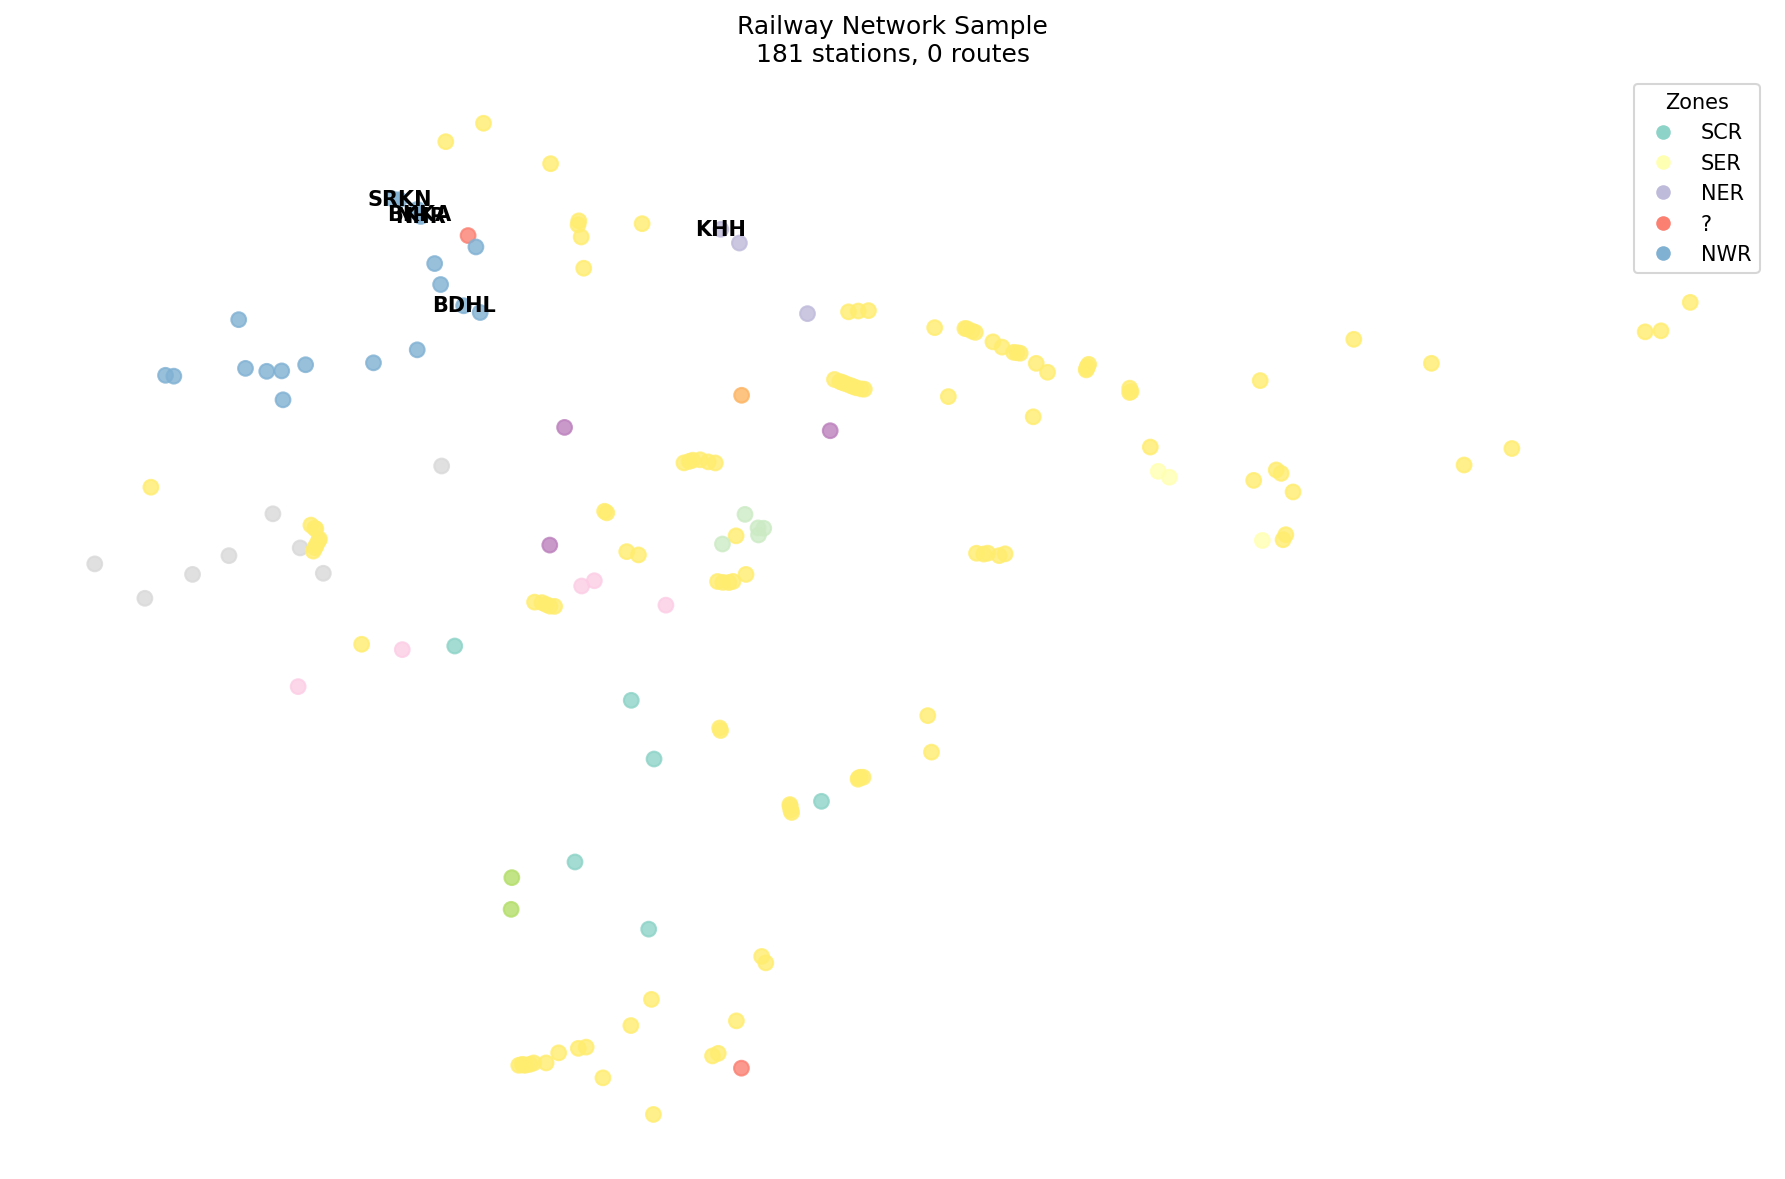 Railway Network Sample
181 stations, 0 routes
Zones
SCR
SER
NER
?
NWR
SRKN
KHH
BDHL